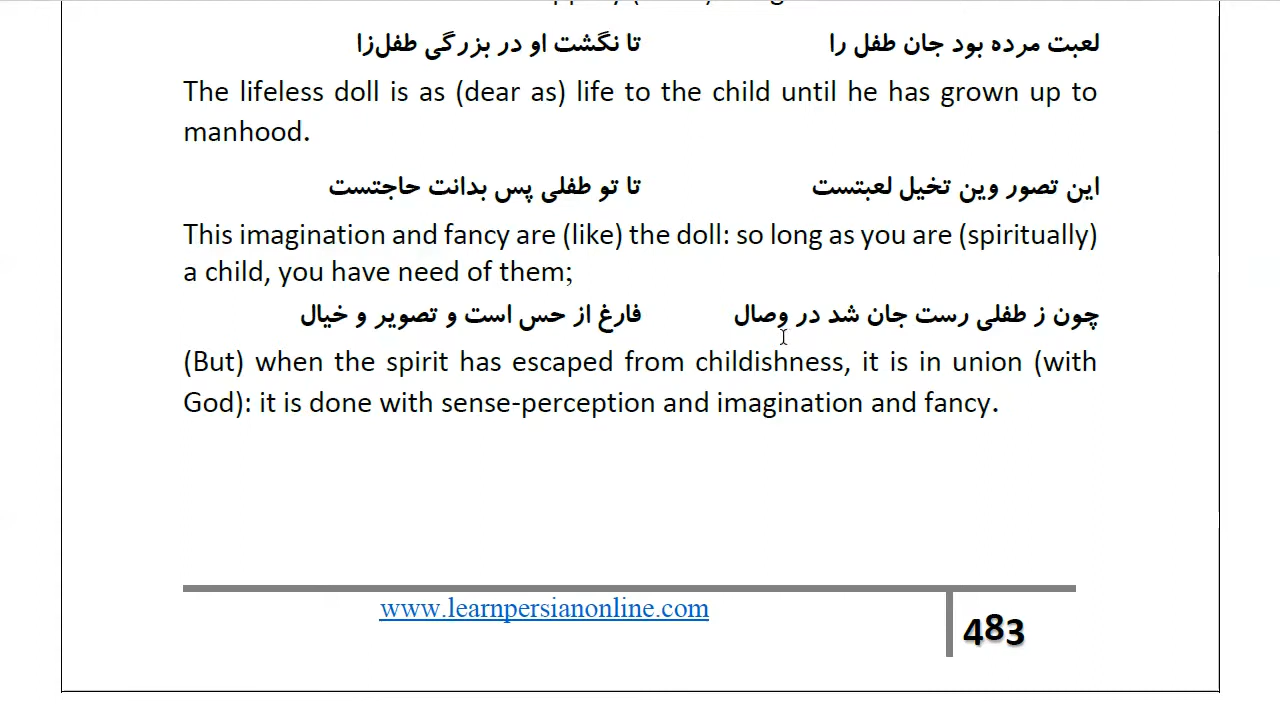 لعبت مرده بود جان طفل را تا نگشت او در بزرگی طفل‌زا
The lifeless doll is as (dear as) life to the child until he has grown up to
manhood.
این تصور وین تخیل لعبتست تا تو طفلی پس بدانت حاجتست
This imagination and fancy are (like) the doll: so long as you are (spiritually)
a child, you have need of them;
چون ز طفلی رست جان شد در وصال فارغ از حس است و تصویر و خیال
(But) when the spirit has escaped from childishness, it is in union (with
God): it is done with sense-perception and imagination and fancy.
www.learnpersianonline.com
483